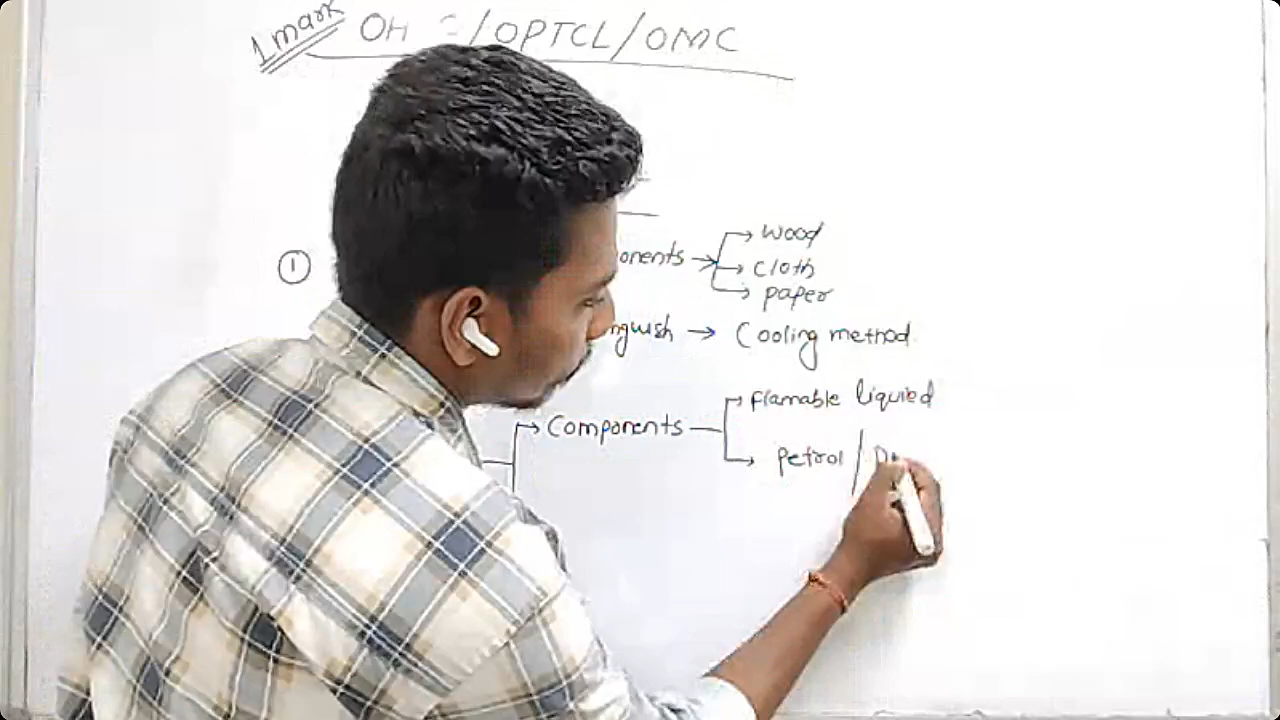 1 mark OH /OPTCL/OMC
① onents → wood
cloth
paper
nguish → Cooling method
Components flamable liquied
petrol /